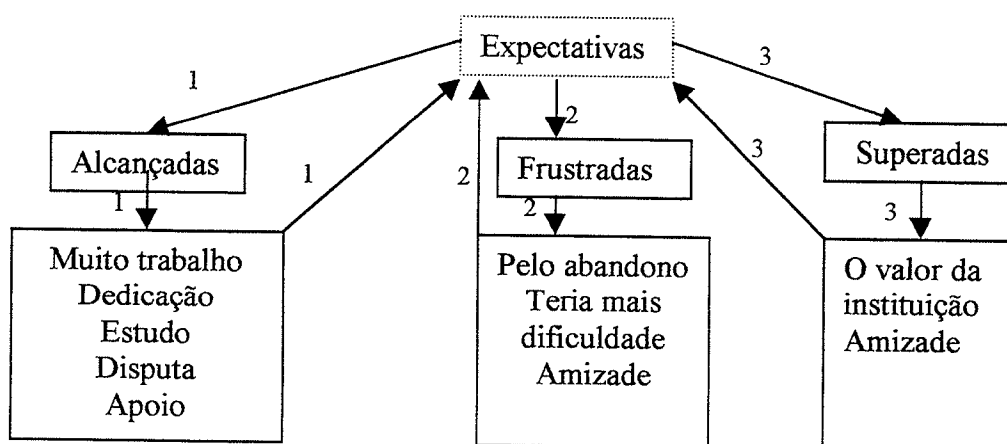 Expectativas
1
3
2
Alcançadas
1
1
Muito trabalho
Dedicação
Estudo
Disputa
Apoio
2
Frustradas
2
Pelo abandono
Teria mais
dificuldade
Amizade
3
Superadas
3
O valor da
instituição
Amizade